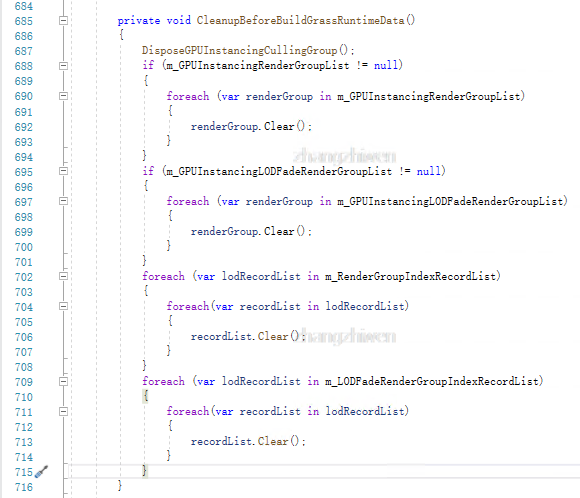 684
685 private void CleanupBeforeBuildGrassRuntimeData()
686 {
687 DisposeGPUInstancingCullingGroup();
688 if (m_GPUInstancingRenderGroupList != null)
689 {
690 foreach (var renderGroup in m_GPUInstancingRenderGroupList)
691 {
692 renderGroup.Clear();
693 }
694 }
695 if (m_GPUInstancingLODFadeRenderGroupList != null)
696 {
697 foreach (var renderGroup in m_GPUInstancingLODFadeRenderGroupList)
698 {
699 renderGroup.Clear();
700 }
701 }
702 foreach (var lodRecordList in m_RenderGroupIndexRecordList)
703 {
704 foreach(var recordList in lodRecordList)
705 {
706 recordList.Clear();
707 }
708 }
709 foreach (var lodRecordList in m_LODFadeRenderGroupIndexRecordList)
710 {
711 foreach(var recordList in lodRecordList)
712 {
713 recordList.Clear();
714 }
715 }
716 }
zhangzhiwen
zhangzhiwen